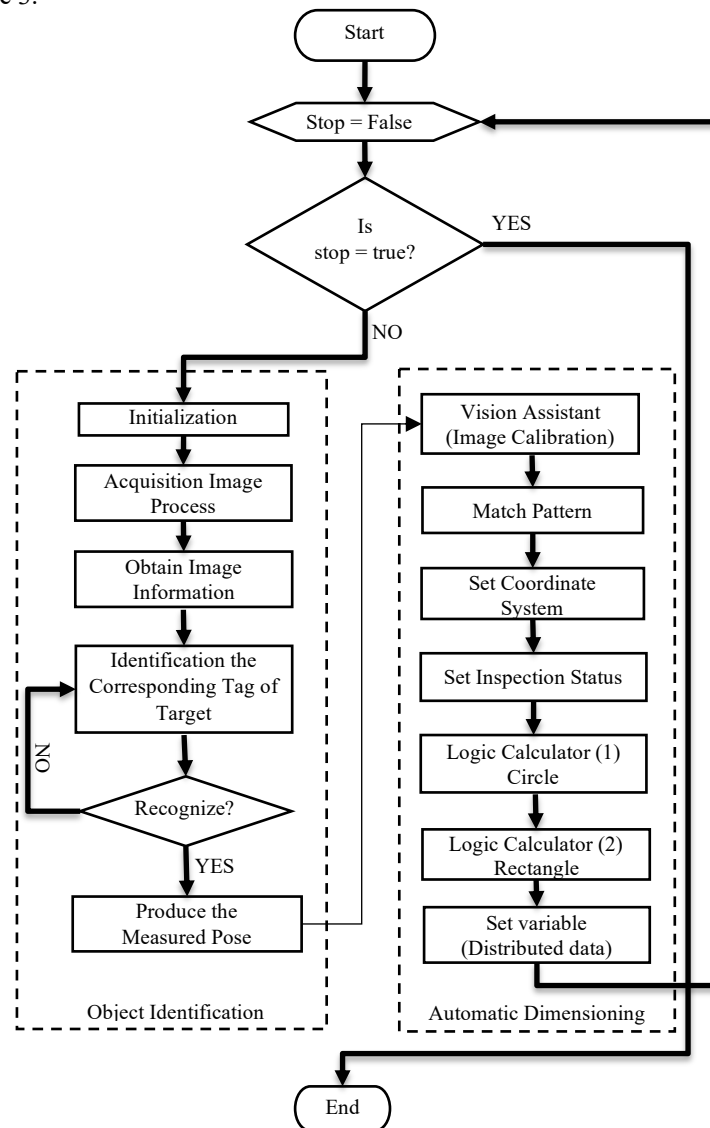 Start
Stop = False
Is
stop = true?
YES
NO
Initialization
Acquisition Image
Process
Obtain Image
Information
Identification the
Corresponding Tag of
Target
NO
Recognize?
YES
Produce the
Measured Pose
Object Identification
Vision Assistant
(Image Calibration)
Match Pattern
Set Coordinate
System
Set Inspection Status
Logic Calculator (1)
Circle
Logic Calculator (2)
Rectangle
Set variable
(Distributed data)
Automatic Dimensioning
End